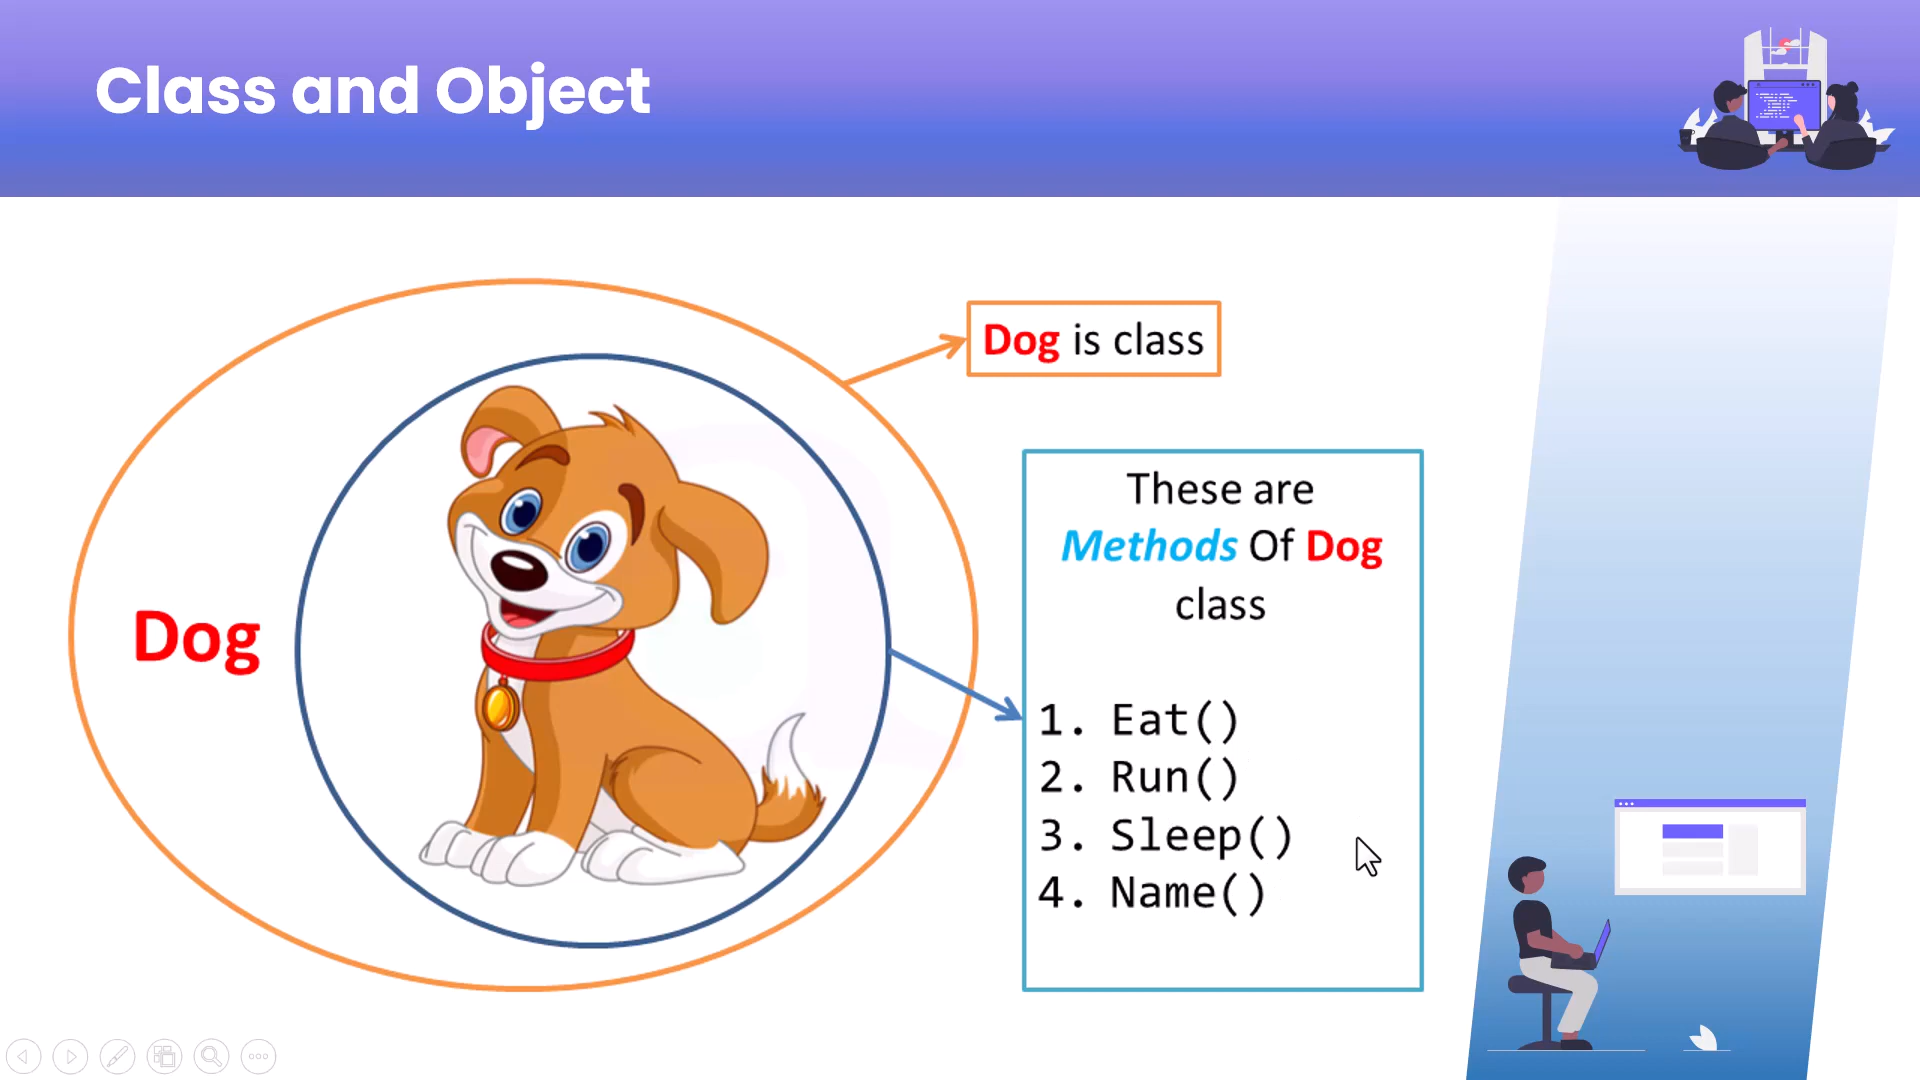 Class and Object
Dog is class
Dog
These are
Methods Of Dog
class
1. Eat()
2. Run()
3. Sleep()
4. Name()